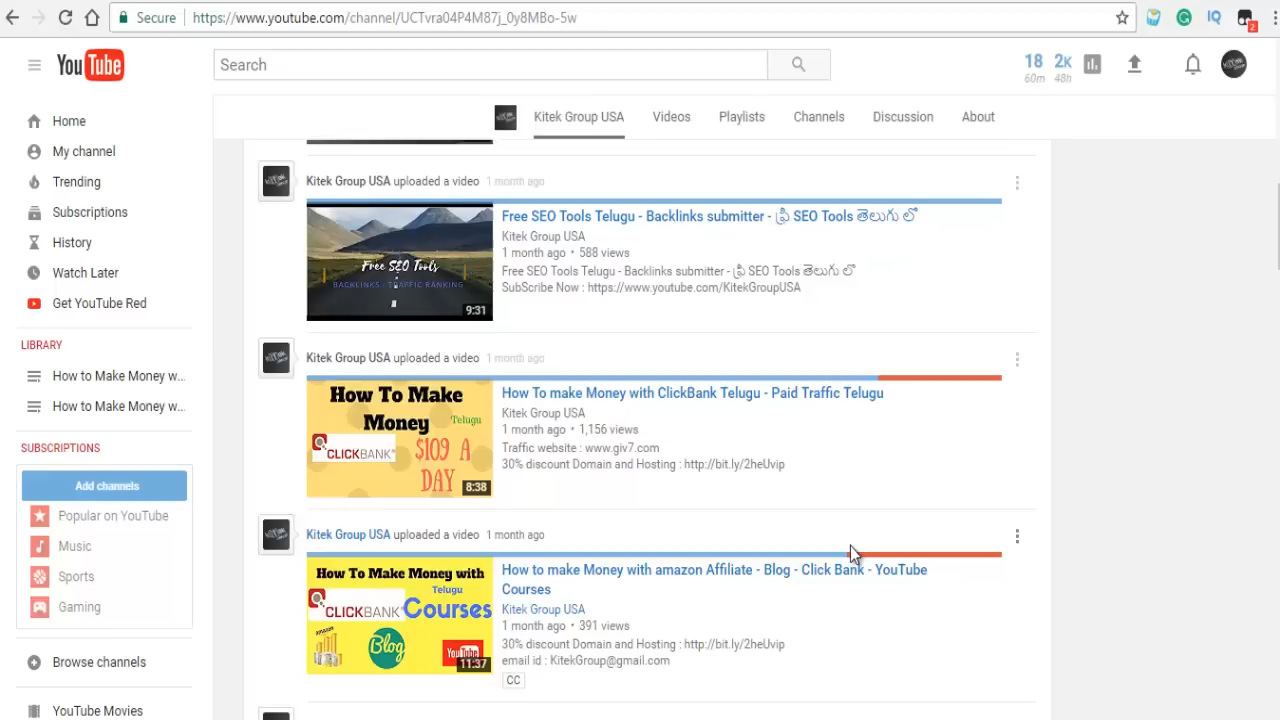 Secure
https://www.youtube.com/channel/UCTvra04P4M87j_0y8MBo-5w
2
YouTube
Search
18
60m
2K
48h
Kitek Group USA
Videos
Playlists
Channels
Discussion
About
Home
My channel
Trending
Subscriptions
History
Watch Later
Get YouTube Red
LIBRARY
How to Make Money w...
How to Make Money w...
SUBSCRIPTIONS
Add channels
Popular on YouTube
Music
Sports
Gaming
Browse channels
YouTube Movies
Kitek Group USA uploaded a video 1 month ago
Free SEO Tools
BACKLINKS - TRAFFIC RANKING
9:31
Free SEO Tools Telugu - Backlinks submitter - ఫ్రీ SEO Tools తెలుగు లో
Kitek Group USA
1 month ago • 588 views
Free SEO Tools Telugu - Backlinks submitter - ఫ్రీ SEO Tools తెలుగు లో
SubScribe Now : https://www.youtube.com/KitekGroupUSA
Kitek Group USA uploaded a video 1 month ago
How To Make
Money
Telugu
CLICKBANK
$109 A
DAY
8:38
How To make Money with ClickBank Telugu - Paid Traffic Telugu
Kitek Group USA
1 month ago • 1,156 views
Traffic website : www.giv7.com
30% discount Domain and Hosting : http://bit.ly/2heUvip
Kitek Group USA uploaded a video 1 month ago
How To Make Money with
Telugu
CLICKBANK
Courses
amazon
Blog
YouTube
11:37
How to make Money with amazon Affiliate - Blog - Click Bank - YouTube
Courses
Kitek Group USA
1 month ago • 391 views
30% discount Domain and Hosting : http://bit.ly/2heUvip
email id : KitekGroup@gmail.com
CC